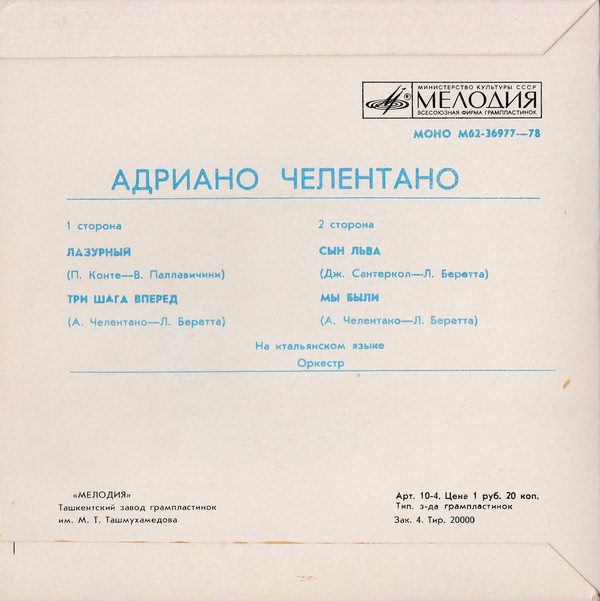 МИНИСТЕРСТВО КУЛЬТУРЫ СССР
МЕЛОДИЯ
ВСЕСОЮЗНАЯ ФИРМА ГРАМПЛАСТИНОК
МОНО М62-36977—78
АДРИАНО ЧЕЛЕНТАНО
1 сторона
ЛАЗУРНЫЙ
(П. Конте—В. Паллавичини)
ТРИ ШАГА ВПЕРЕД
(А. Челентано—Л. Беретта)
2 сторона
СЫН ЛЬВА
(Дж. Сантеркол—Л. Беретта)
МЫ БЫЛИ
(А. Челентано—Л. Беретта)
На итальянском языке
Оркестр
«МЕЛОДИЯ»
Ташкентский завод грампластинок
им. М. Т. Ташмухамедова
Арт. 10-4. Цена 1 руб. 20 коп.
Тип. з-да грампластинок
Зак. 4. Тир. 20000